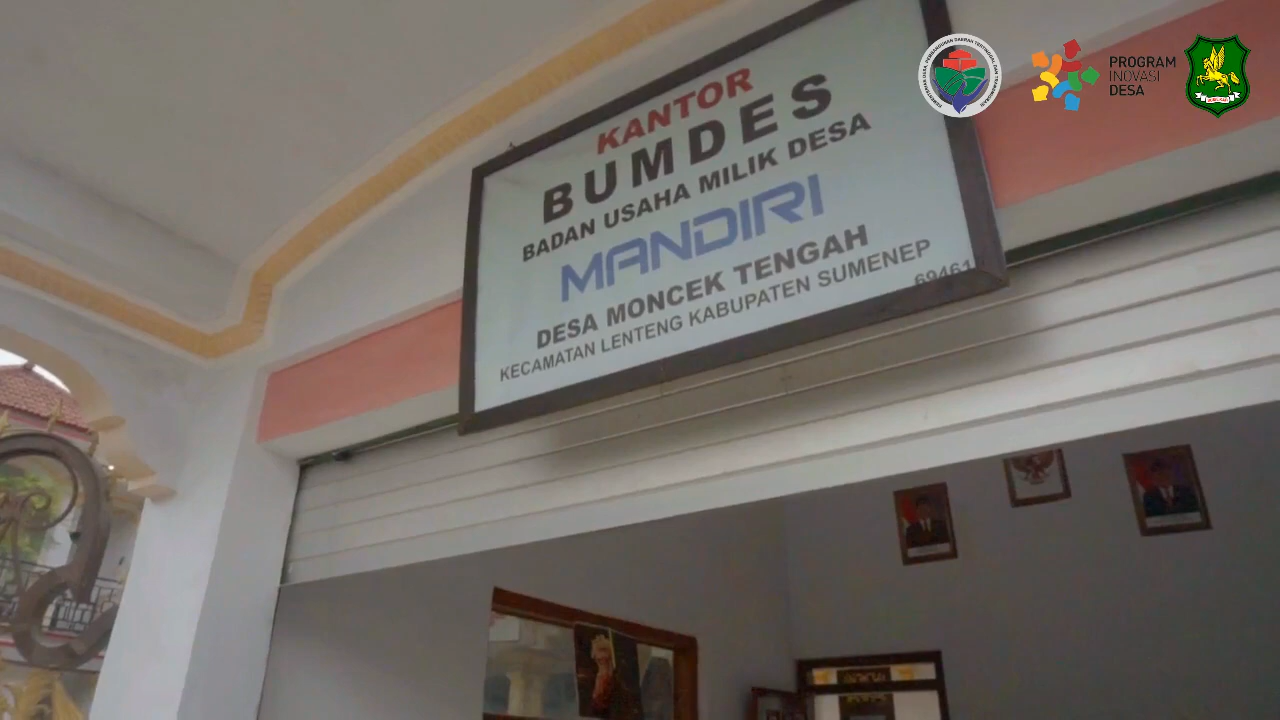 KANTOR
BUMDES
BADAN USAHA MILIK DESA
MANDIRI
DESA MONCEK TENGAH
KECAMATAN LENTENG KABUPATEN SUMENEP
69461
PROGRAM
INOVASI
DESA